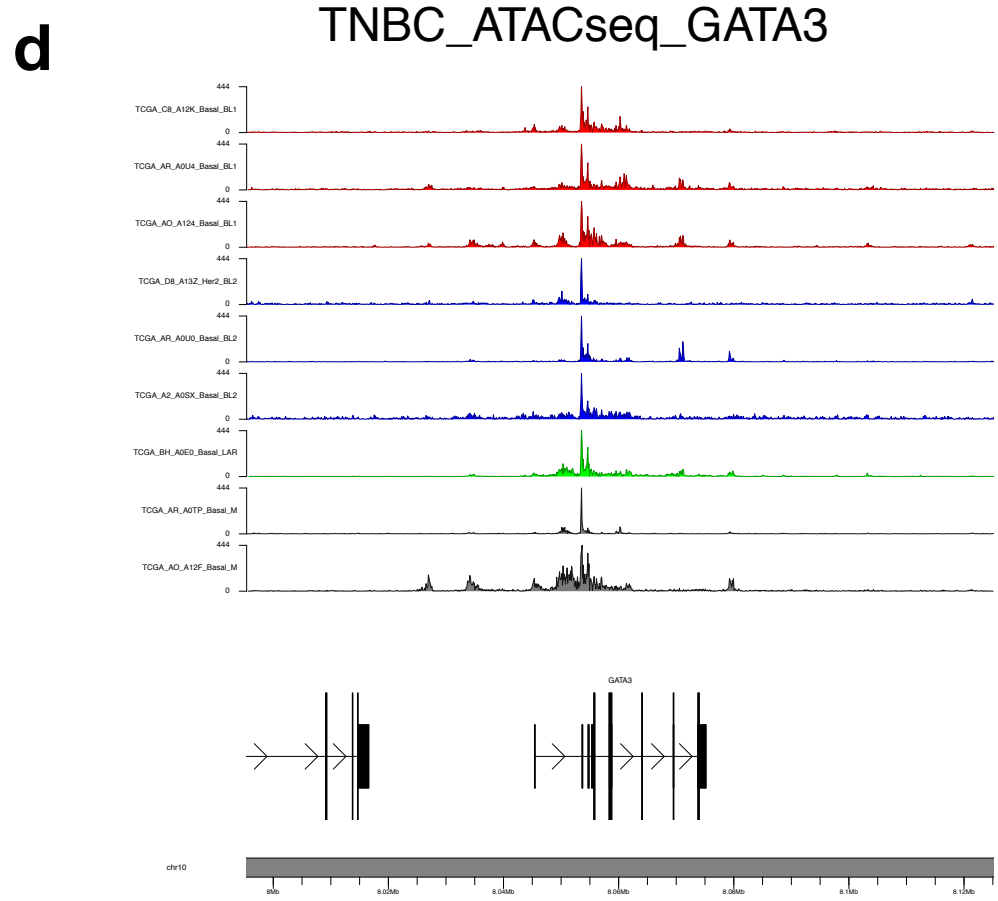 d
TNBC_ATACseq_GATA3
444
TCGA_C8_A12K_Basal_BL1
0
444
TCGA_AR_A0U4_Basal_BL1
0
444
TCGA_AO_A124_Basal_BL1
0
444
TCGA_D8_A13Z_Her2_BL2
0
444
TCGA_AR_A0U0_Basal_BL2
0
444
TCGA_A2_A0SX_Basal_BL2
0
444
TCGA_BH_A0E0_Basal_LAR
0
444
TCGA_AR_A0TP_Basal_M
0
444
TCGA_AO_A12F_Basal_M
0
GATA3
chr10
8Mb 8.02Mb 8.04Mb 8.06Mb 8.08Mb 8.1Mb 8.12Mb